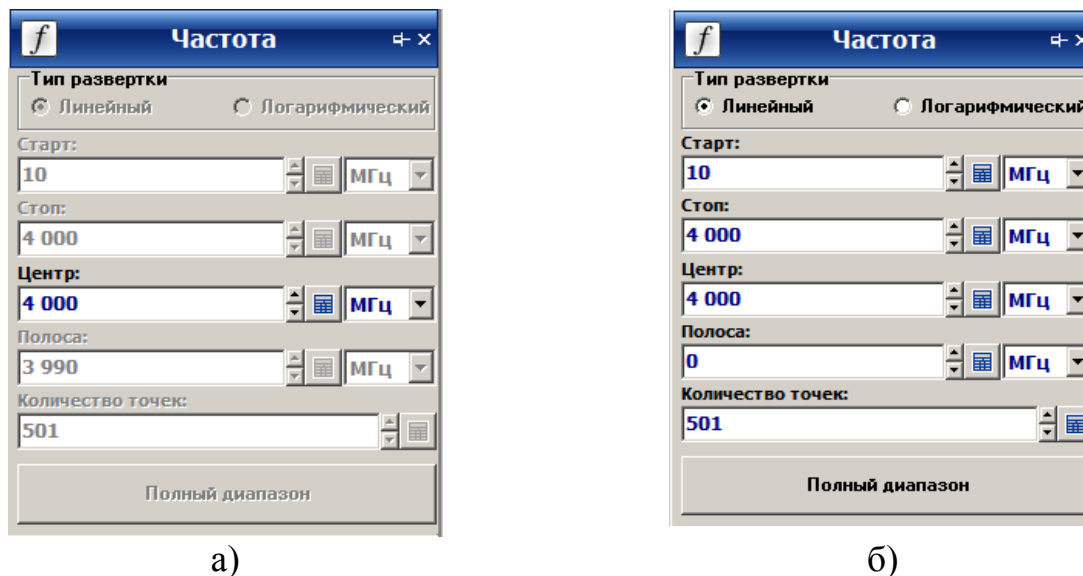 Частота
Тип развертки
Линейный Логарифмический
Старт:
10 МГц
Стоп:
4 000 МГц
Центр:
4 000 МГц
Полоса:
3 990 МГц
Количество точек:
501
Полный диапазон
а)
Частота
Тип развертки
Линейный Логарифмический
Старт:
10 МГц
Стоп:
4 000 МГц
Центр:
4 000 МГц
Полоса:
0 МГц
Количество точек:
501
Полный диапазон
б)